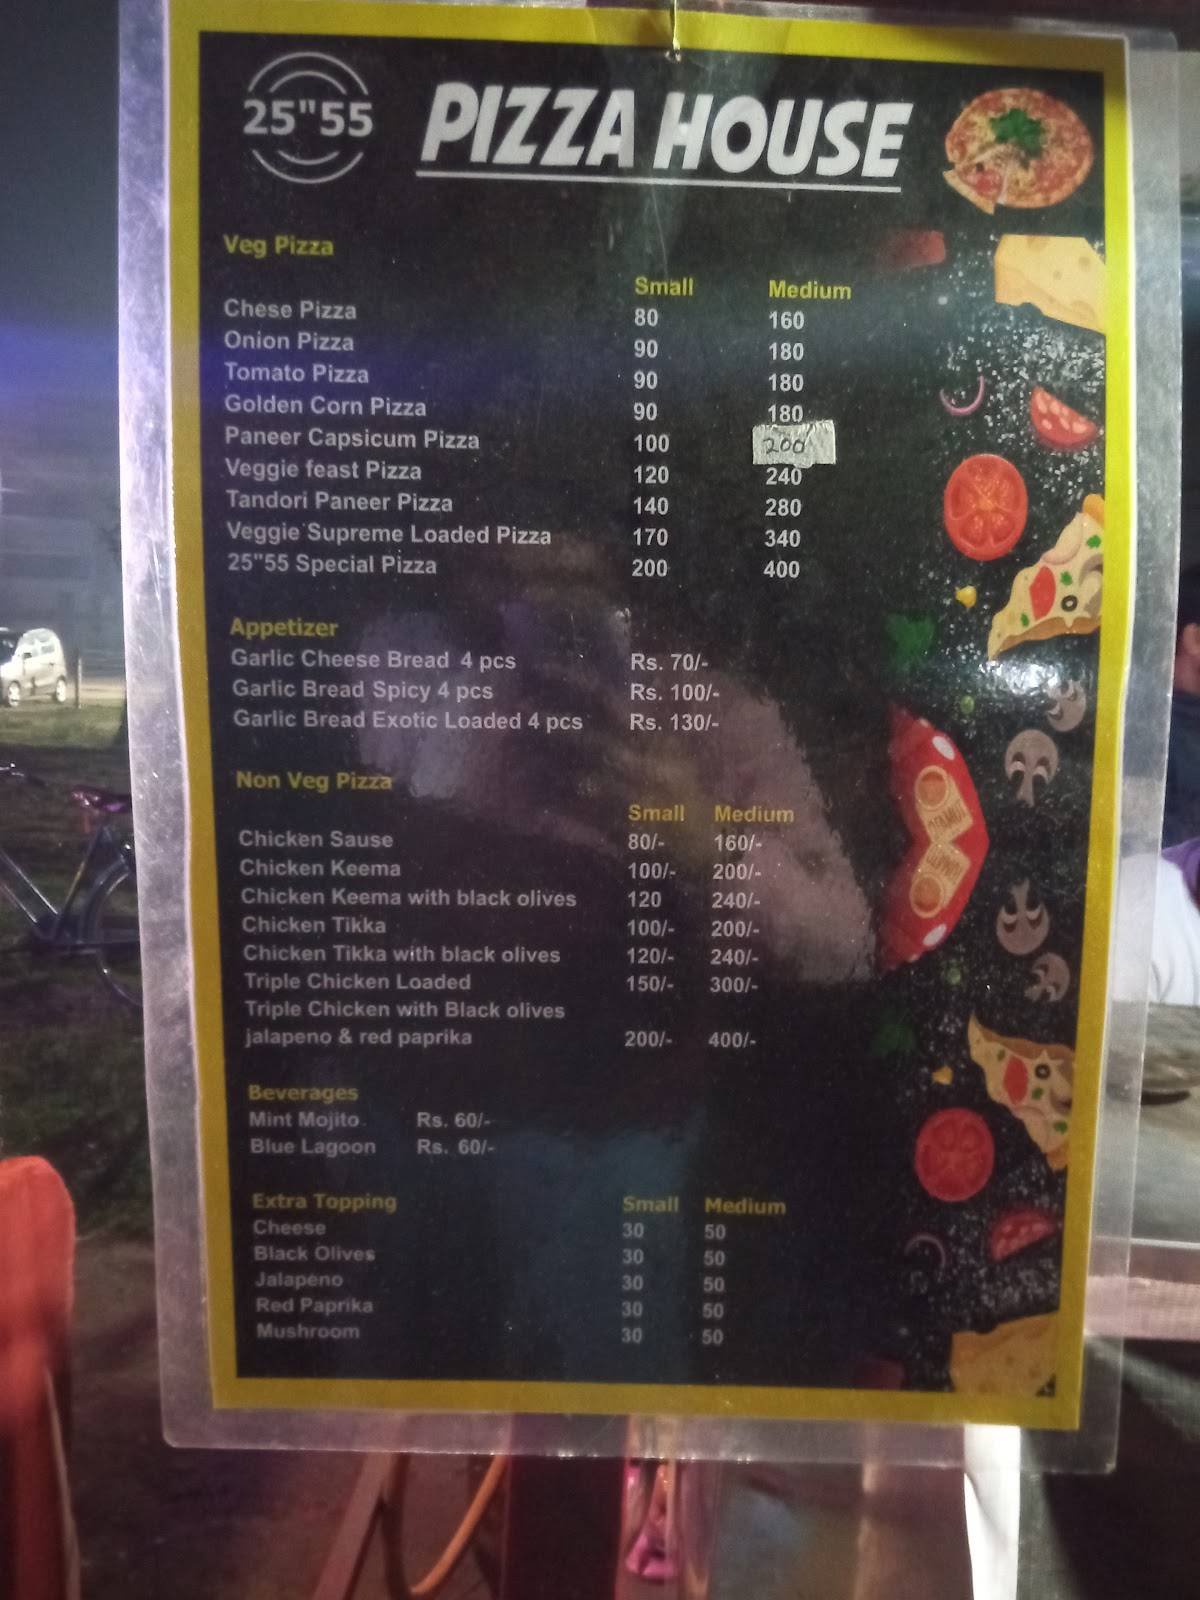 25"55
PIZZA HOUSE
Veg Pizza
Small Medium
Chese Pizza 80 160
Onion Pizza 90 180
Tomato Pizza 90 180
Golden Corn Pizza 90 180
Paneer Capsicum Pizza 100 200
Veggie feast Pizza 120 240
Tandori Paneer Pizza 140 280
Veggie Supreme Loaded Pizza 170 340
25"55 Special Pizza 200 400
Appetizer
Garlic Cheese Bread 4 pcs Rs. 70/-
Garlic Bread Spicy 4 pcs Rs. 100/-
Garlic Bread Exotic Loaded 4 pcs Rs. 130/-
Non Veg Pizza
Small Medium
Chicken Sause 80/- 160/-
Chicken Keema 100/- 200/-
Chicken Keema with black olives 120 240/-
Chicken Tikka 100/- 200/-
Chicken Tikka with black olives 120/- 240/-
Triple Chicken Loaded 150/- 300/-
Triple Chicken with Black olives
jalapeno & red paprika 200/- 400/-
Beverages
Mint Mojito Rs. 60/-
Blue Lagoon Rs. 60/-
Extra Topping Small Medium
Cheese 30 50
Black Olives 30 50
Jalapeno 30 50
Red Paprika 30 50
Mushroom 30 50